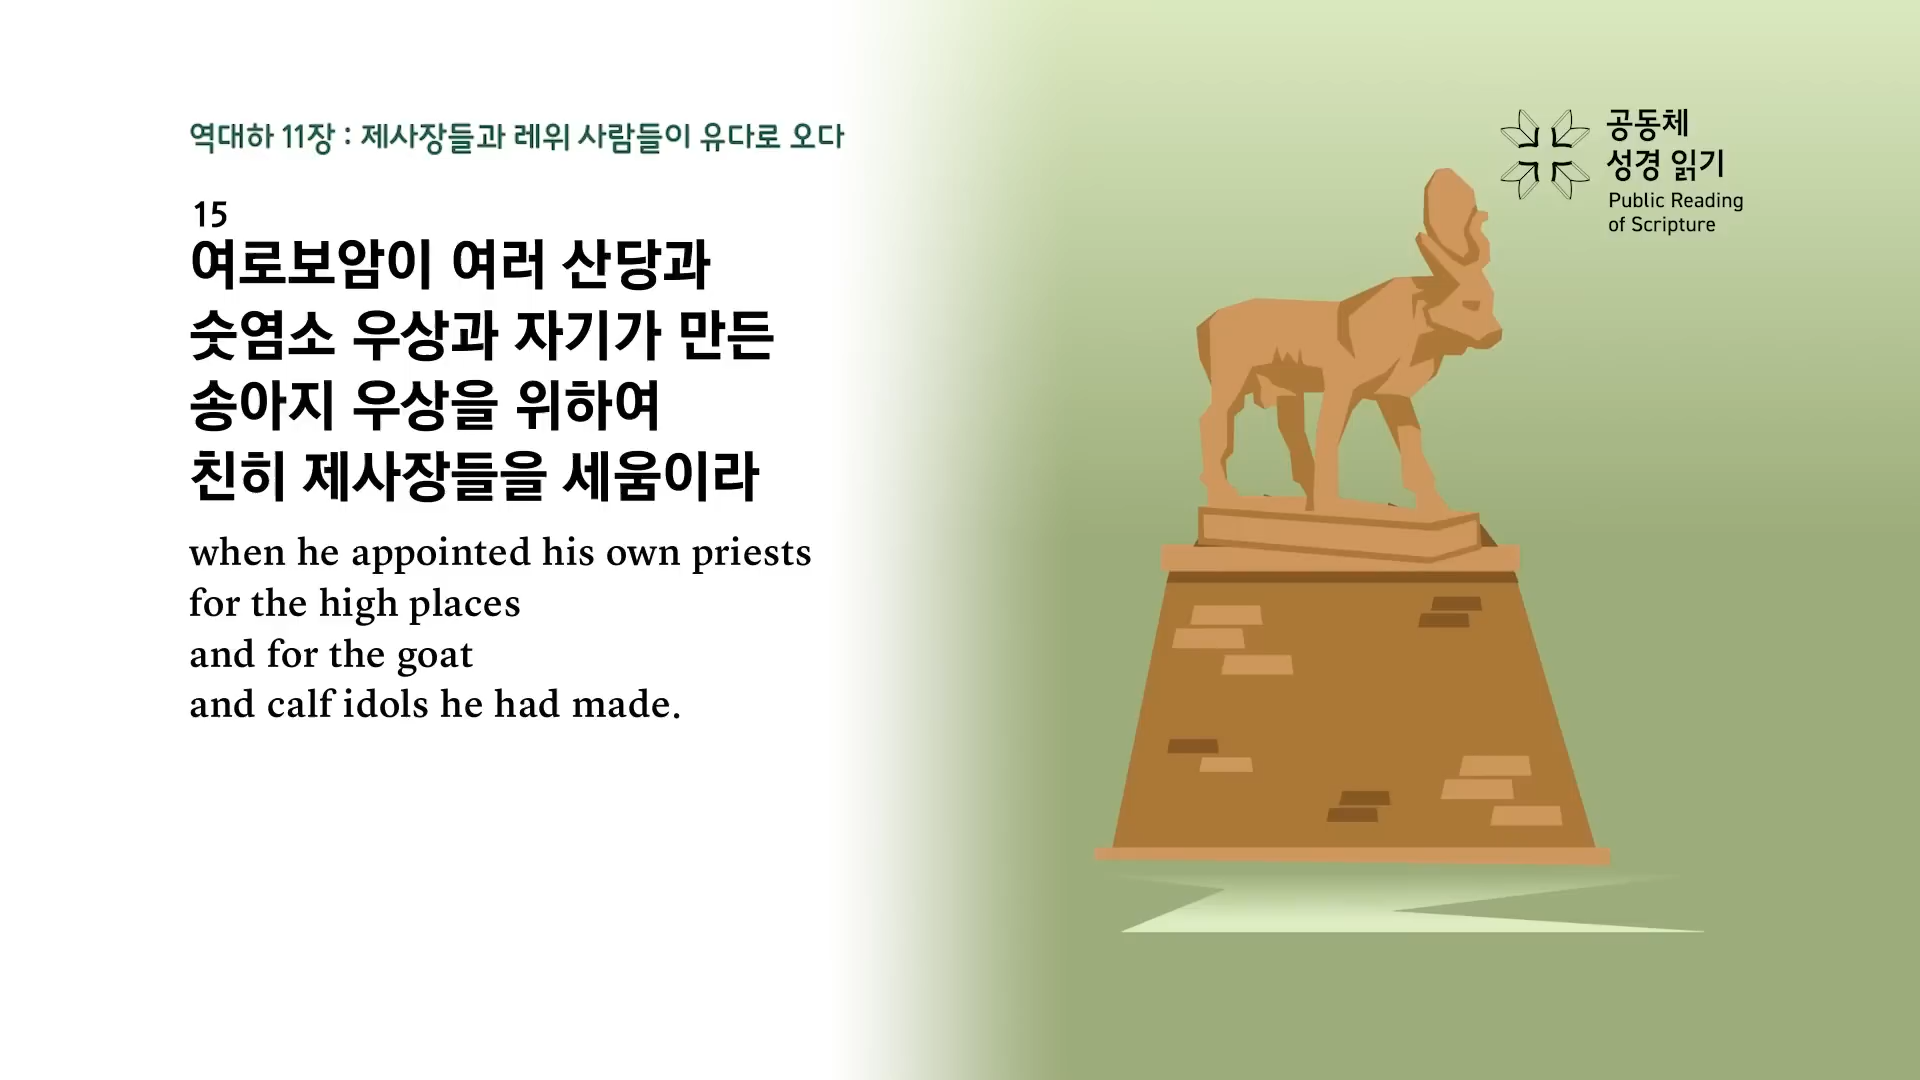 역대하 11장 : 제사장들과 레위 사람들이 유다로 오다
15
여로보암이 여러 산당과
숫염소 우상과 자기가 만든
송아지 우상을 위하여
친히 제사장들을 세움이라
when he appointed his own priests
for the high places
and for the goat
and calf idols he had made.
공동체
성경 읽기
Public Reading
of Scripture